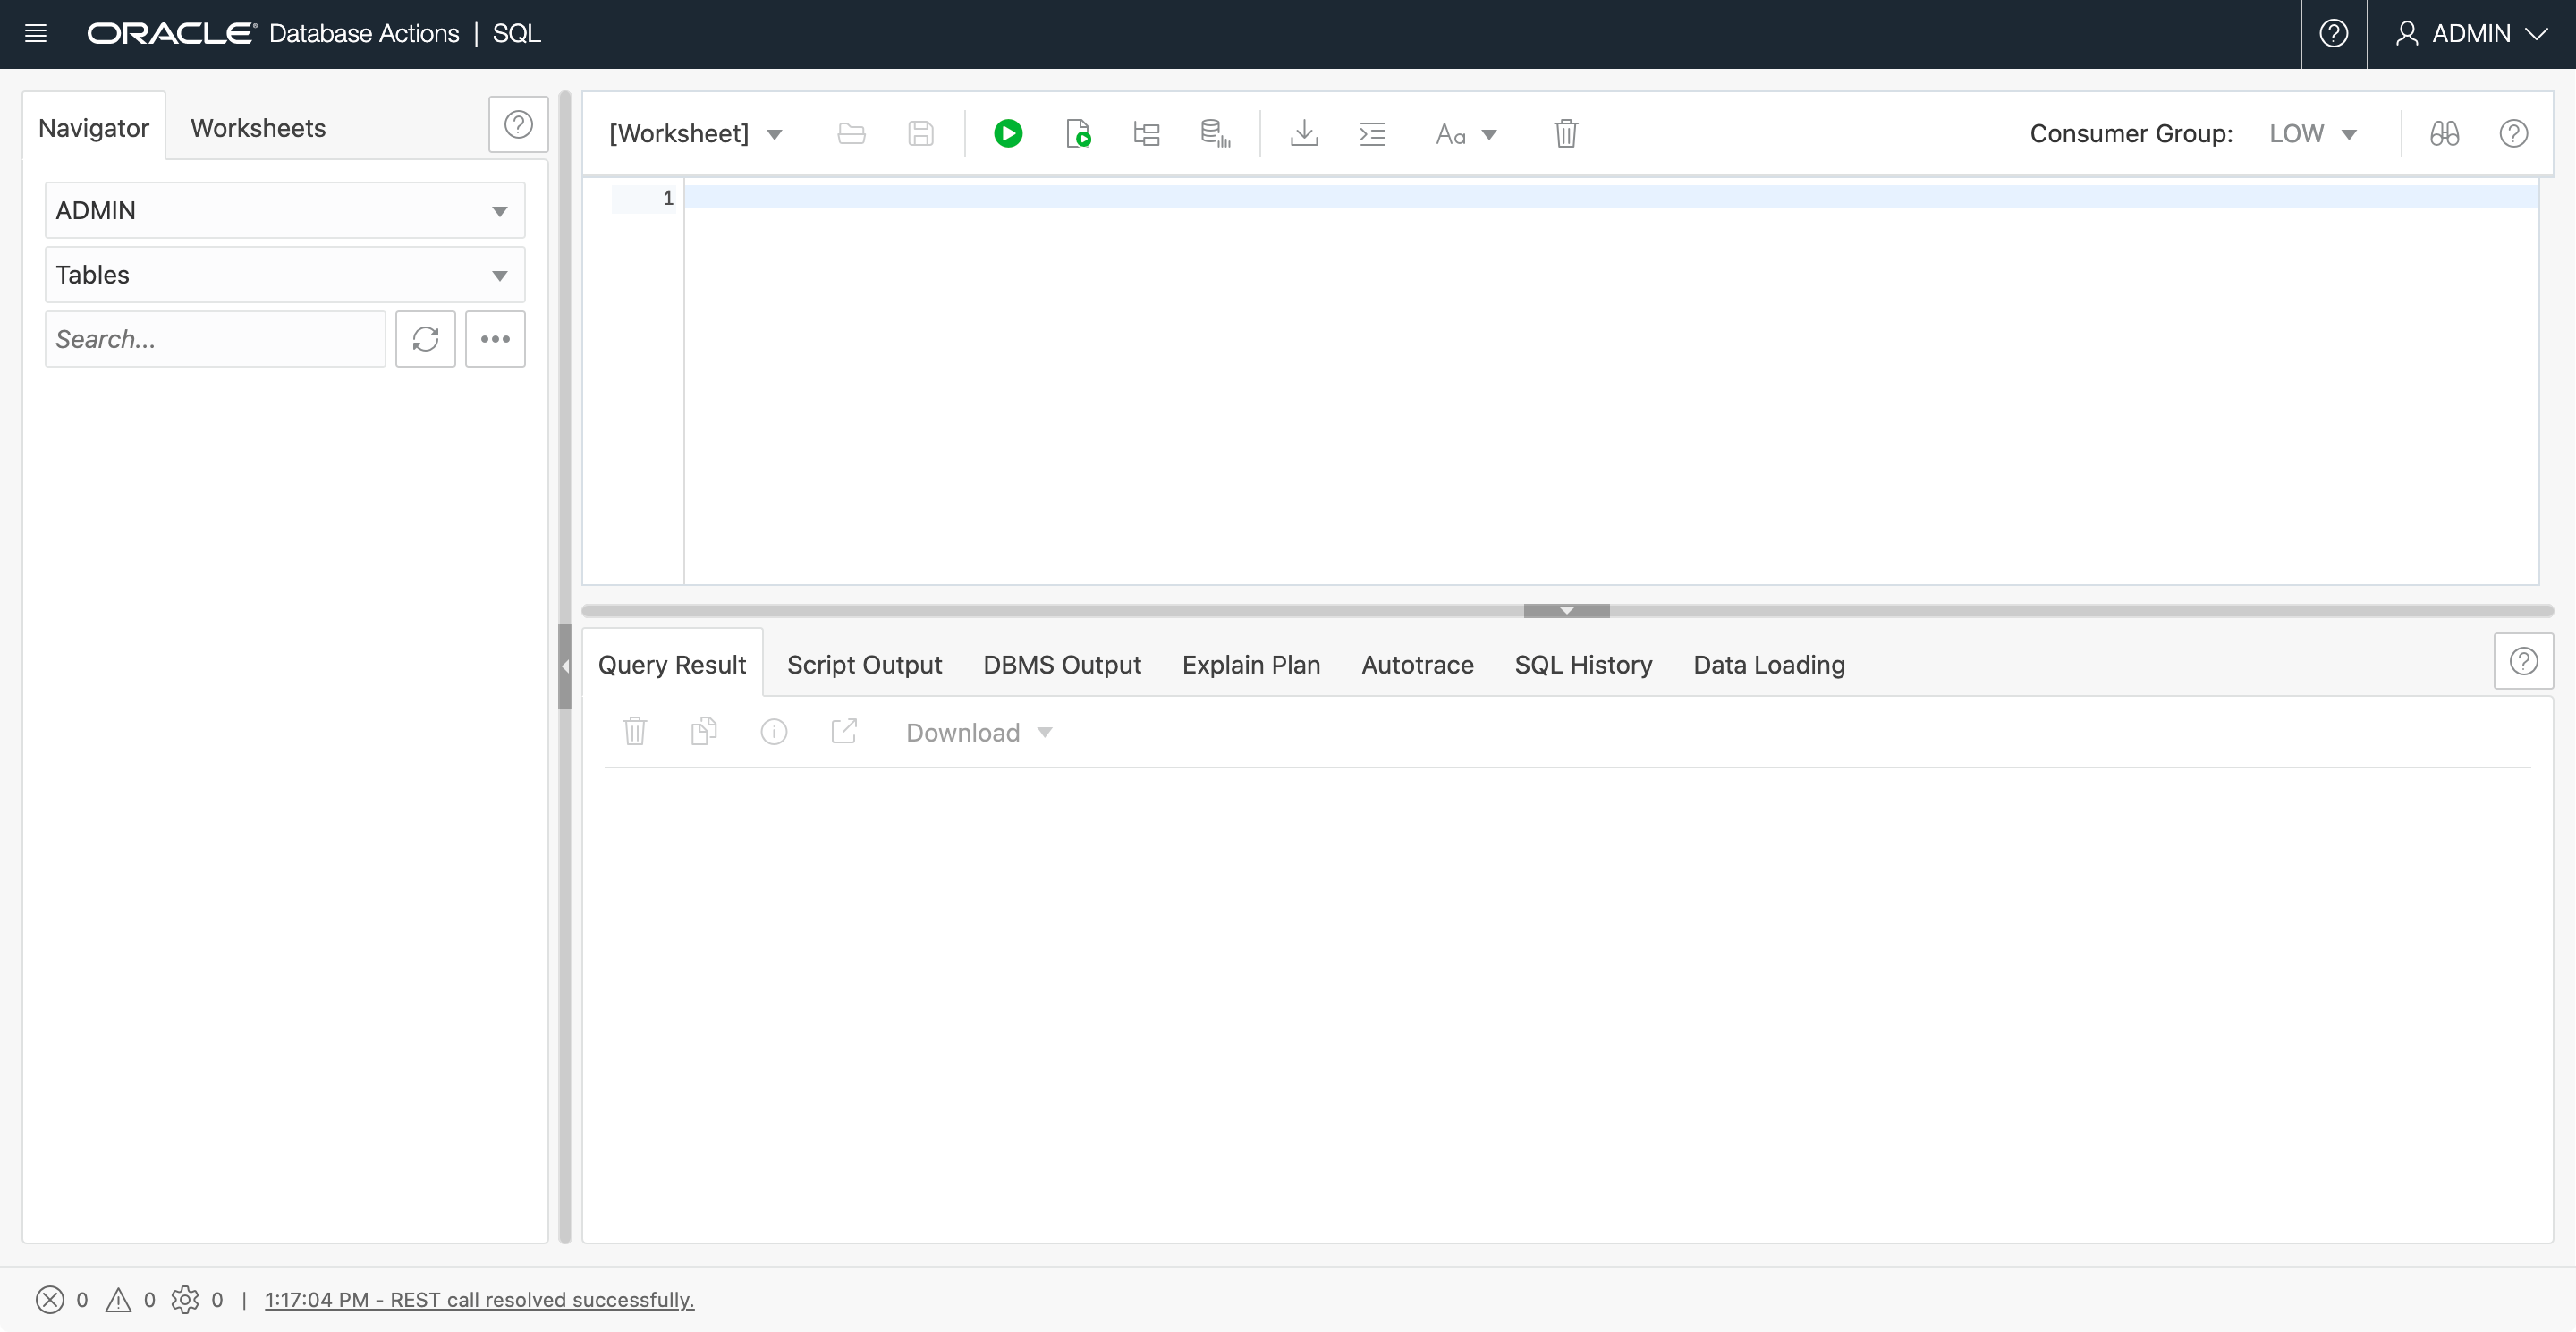 ORACLE® Database Actions | SQL
ADMIN
Navigator
Worksheets
ADMIN
Tables
Search...
[Worksheet]
Aa
Consumer Group: LOW
1
Query Result
Script Output
DBMS Output
Explain Plan
Autotrace
SQL History
Data Loading
Download
0
0
0
| 1:17:04 PM - REST call resolved successfully.